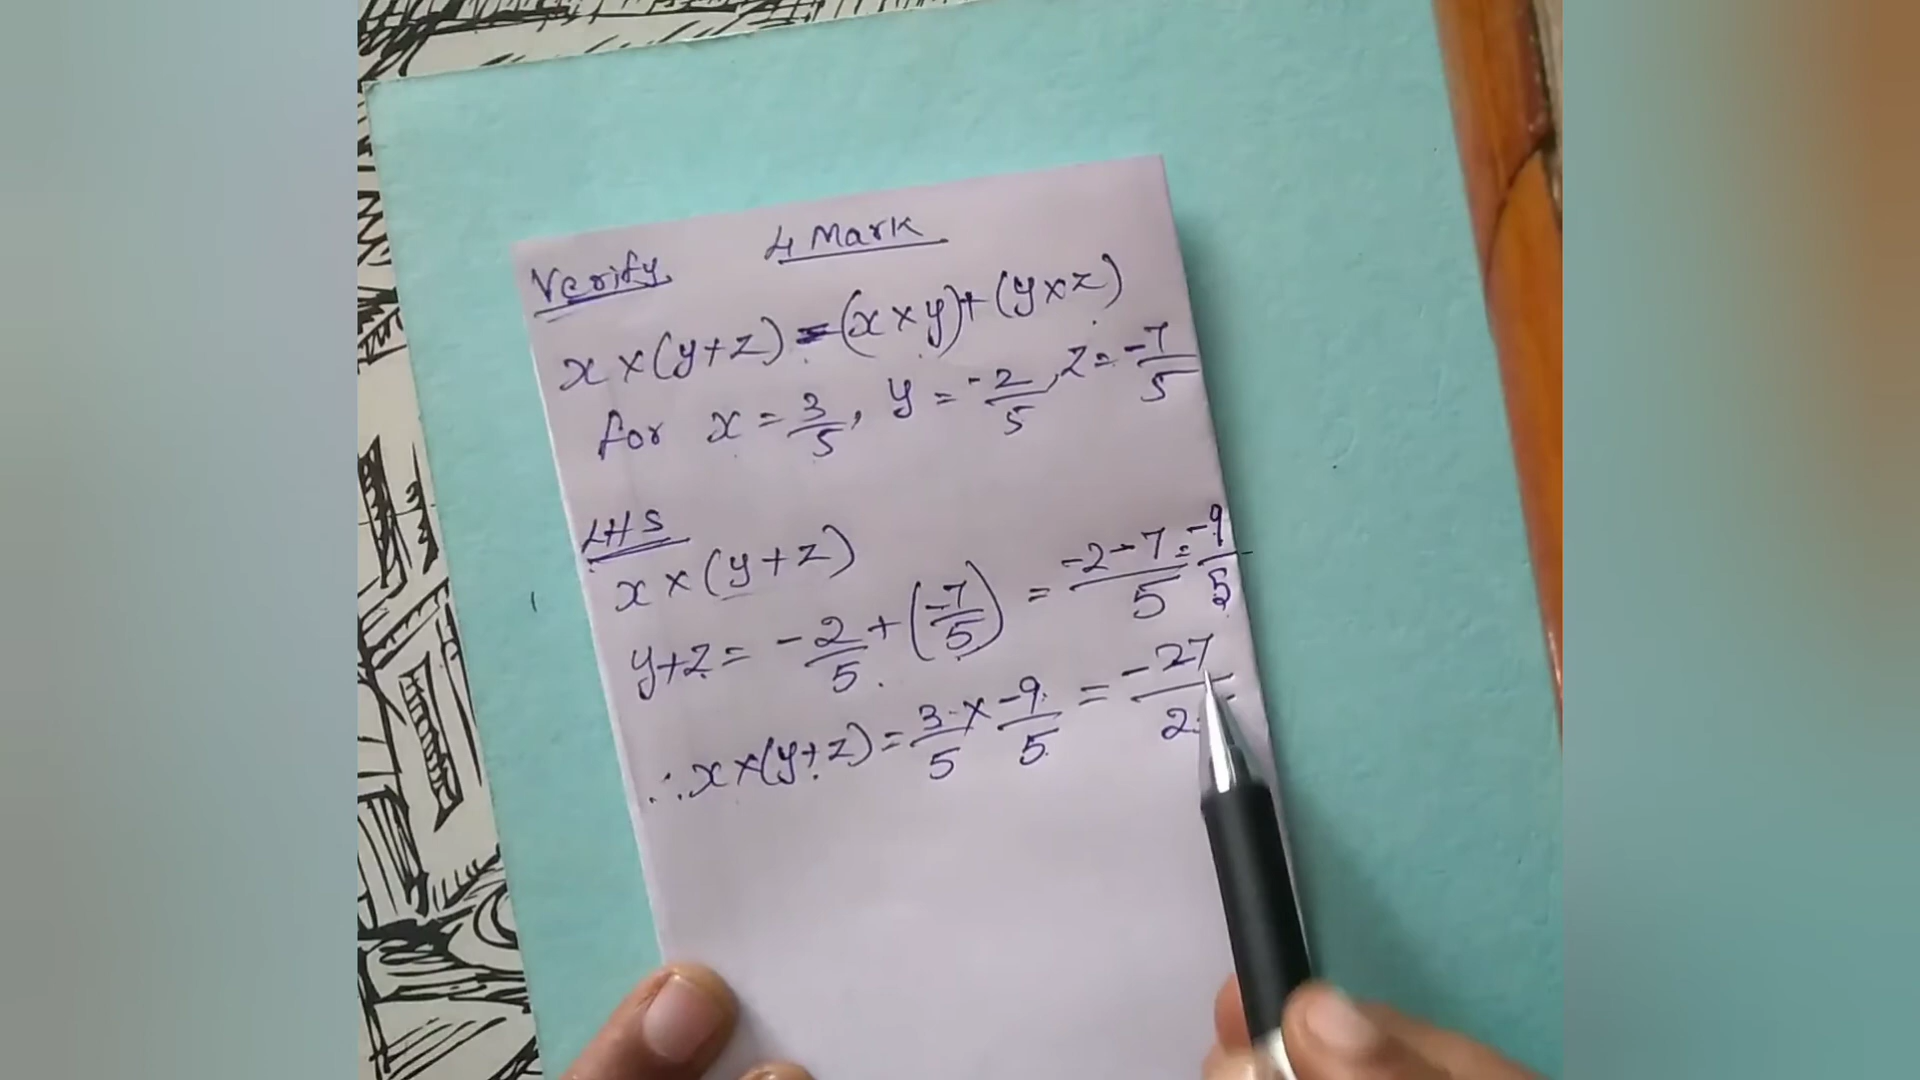 4 Mark
Verify
x × (y+z) = (x × y) + (y × z)
for x = 3/5, y = -2/5, z = -7/5
LHS
x × (y + z)
y+z = -2/5 + (-7/5) = -2-7/5 = -9/5
∴ x × (y+z) = 3/5 × -9/5 = -27/2